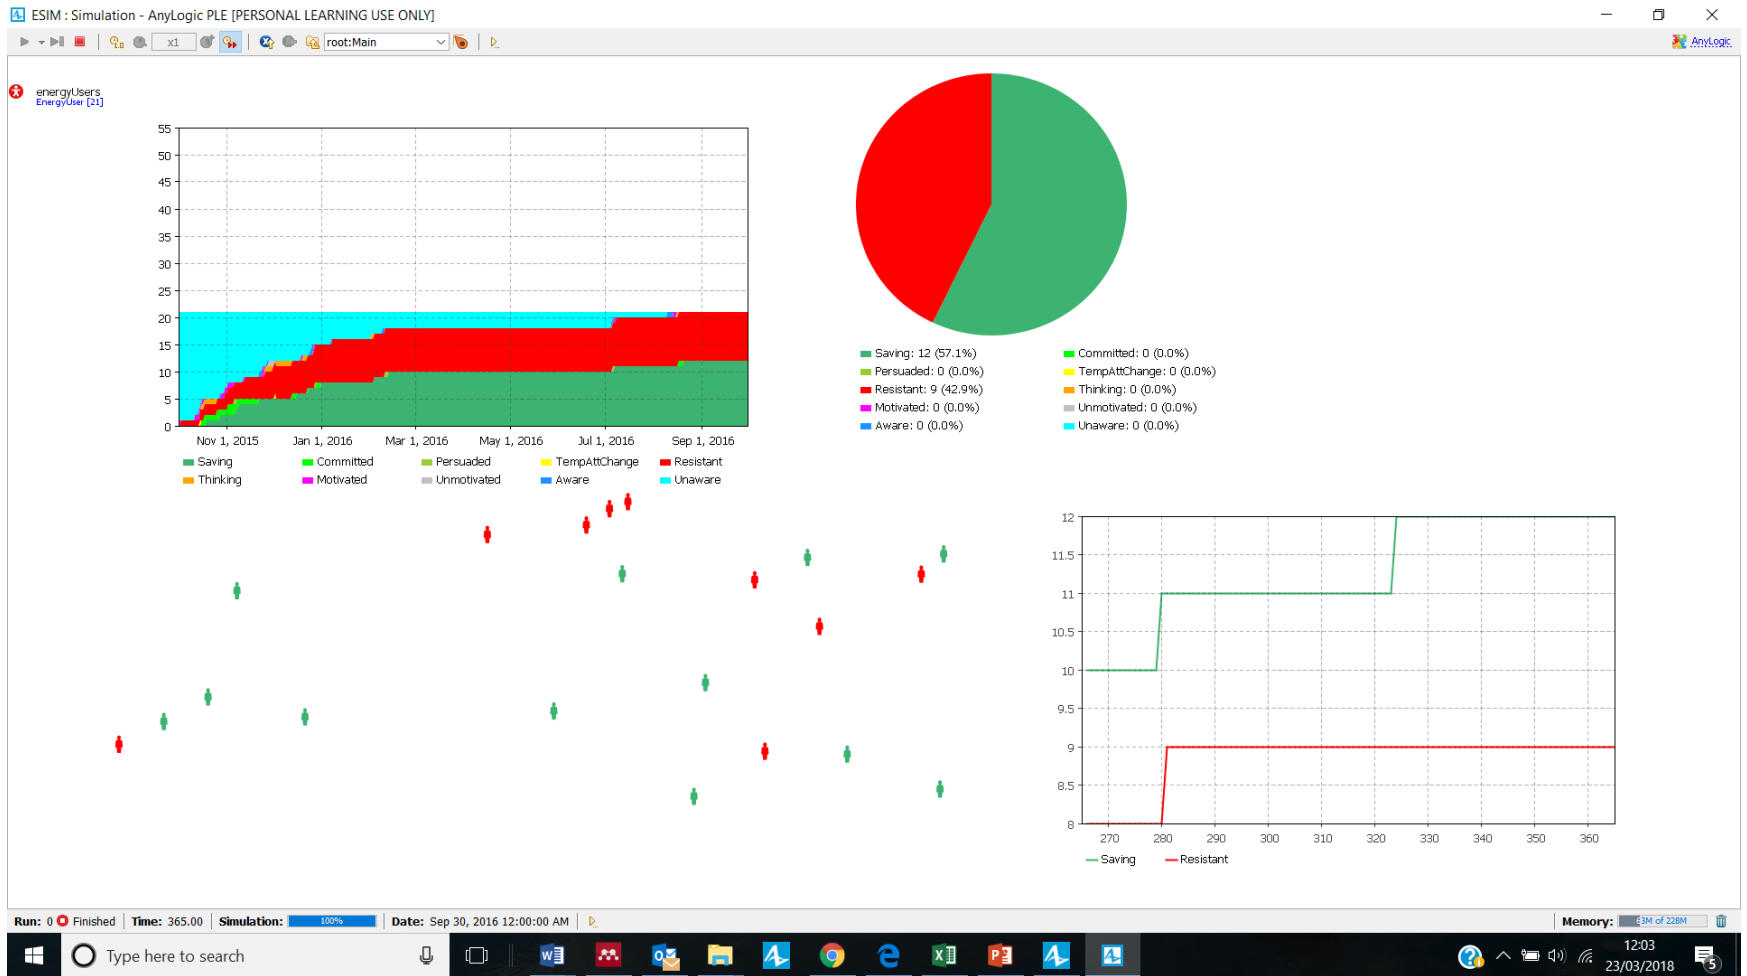 ESIM : Simulation - AnyLogic PLE [PERSONAL LEARNING USE ONLY]
x1
root:Main
AnyLogic
energyUsers
EnergyUser [21]
55
50
45
40
35
30
25
20
15
10
5
0
Nov 1, 2015 Jan 1, 2016 Mar 1, 2016 May 1, 2016 Jul 1, 2016 Sep 1, 2016
Saving Committed Persuaded TempAttChange Resistant
Thinking Motivated Unmotivated Aware Unaware
Saving: 12 (57.1%) Committed: 0 (0.0%)
Persuaded: 0 (0.0%) TempAttChange: 0 (0.0%)
Resistant: 9 (42.9%) Thinking: 0 (0.0%)
Motivated: 0 (0.0%) Unmotivated: 0 (0.0%)
Aware: 0 (0.0%) Unaware: 0 (0.0%)
12
11.5
11
10.5
10
9.5
9
8.5
8
270 280 290 300 310 320 330 340 350 360
Saving Resistant
Run: 0 Finished Time: 365.00 Simulation: 100% Date: Sep 30, 2016 12:00:00 AM Memory: of 228M
Type here to search
12:03
23/03/2018
5